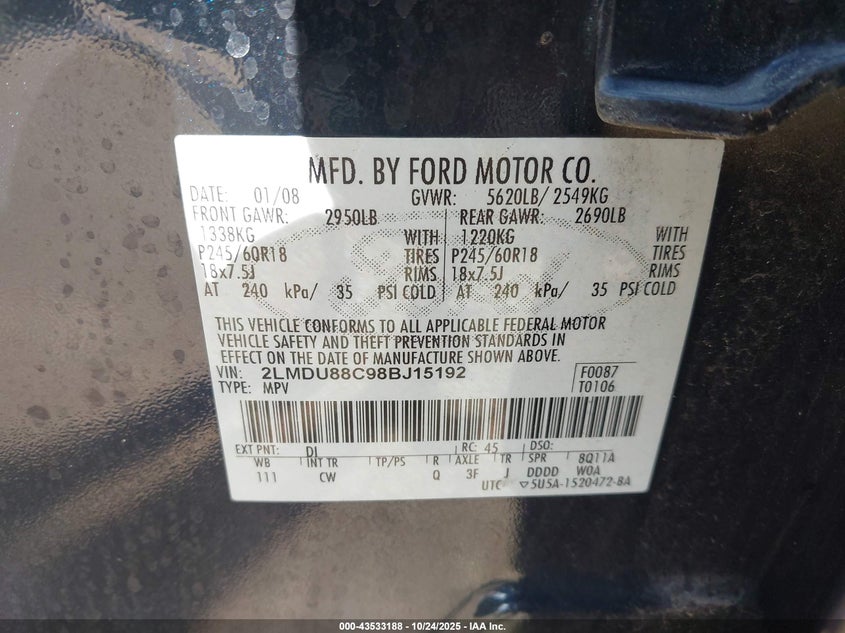 MFD. BY FORD MOTOR CO.
DATE: 01/08 GVWR: 5620LB/ 2549KG
FRONT GAWR: 2950LB REAR GAWR: 2690LB
1338KG WITH 1220KG WITH
P245/60R18 TIRES P245/60R18 TIRES
18x7.5J RIMS 18x7.5J RIMS
AT 240 kPa/ 35 PSI COLD AT 240 kPa/ 35 PSI COLD
THIS VEHICLE CONFORMS TO ALL APPLICABLE FEDERAL MOTOR
VEHICLE SAFETY AND THEFT PREVENTION STANDARDS IN
EFFECT ON THE DATE OF MANUFACTURE SHOWN ABOVE.
VIN: 2LMDU88C98BJ15192 F0087
TYPE: MPV T0106
EXT PNT: DI RC: 45 DSO:
WB INT TR TP/PS R AXLE TR SPR 8Q11A
111 CW Q 3F J DDDD W0A
UTC ▽5U5A-1520472-BA
000-43533188 - 10/24/2025 - IAA Inc.